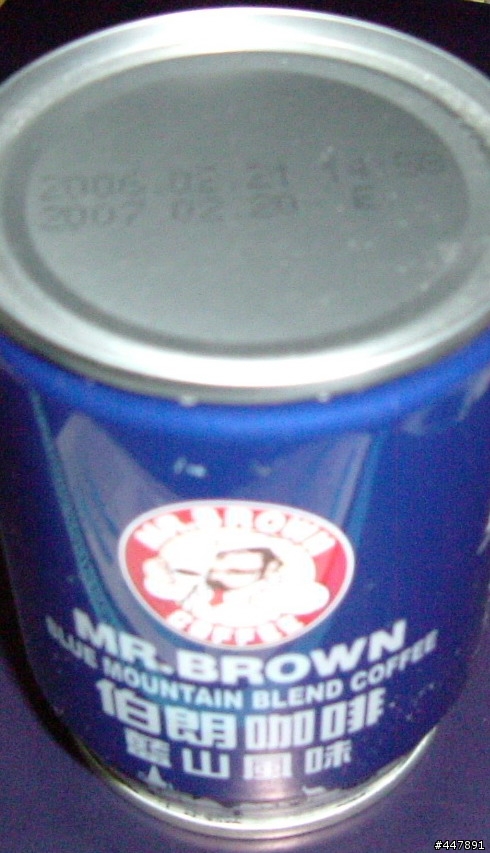 2006.02.21 14:58
2007 02.20 E
MR.BROWN
COFFEE
MR.BROWN
BLUE MOUNTAIN BLEND COFFEE
伯朗咖啡
藍山風味
#447891